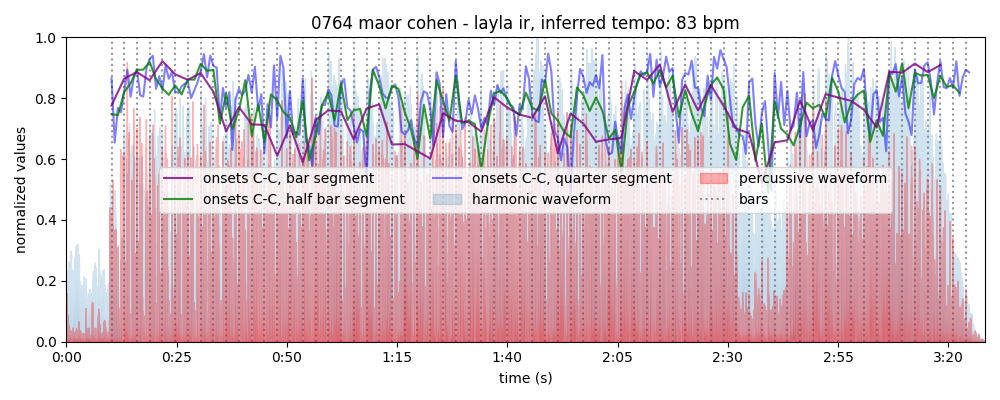 0764 maor cohen - layla ir, inferred tempo: 83 bpm
normalized values
1.0
0.8
0.6
0.4
0.2
0.0
onsets C-C, bar segment
onsets C-C, half bar segment
onsets C-C, quarter segment
harmonic waveform
percussive waveform
bars
0:00 0:25 0:50 1:15 1:40 2:05 2:30 2:55 3:20
time (s)